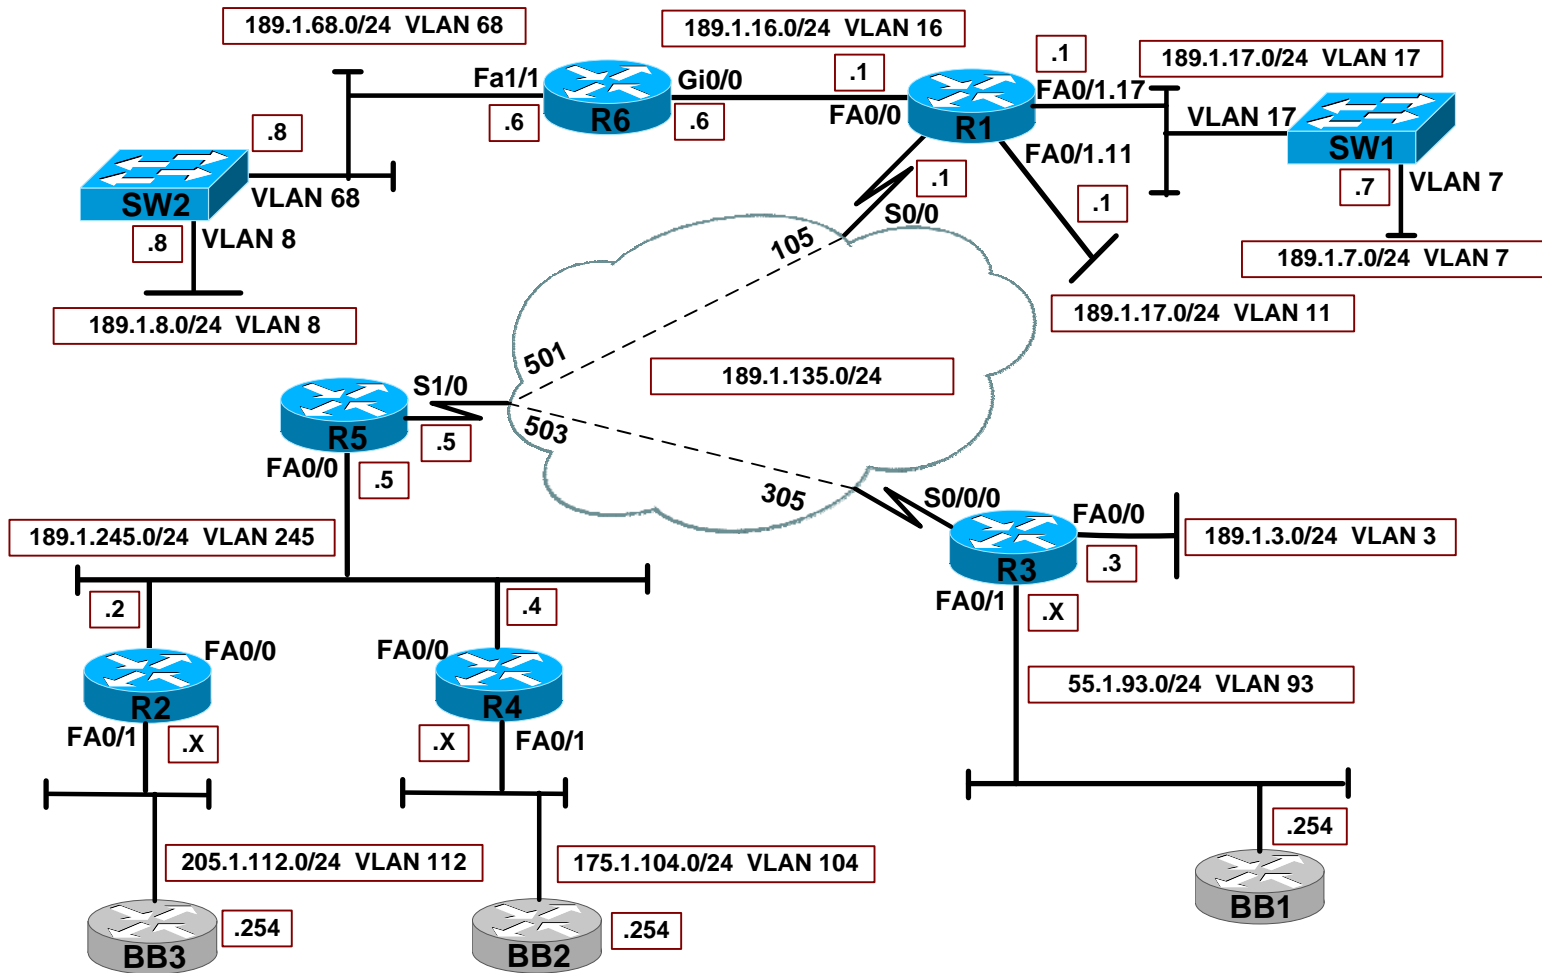 189.1.68.0/24 VLAN 68
189.1.16.0/24 VLAN 16
.1
.1
189.1.17.0/24 VLAN 17
Fa1/1
Gi0/0
FA0/0
FA0/1.17
R6
R1
VLAN 17
SW1
.6
.6
.8
FA0/1.11
VLAN 68
SW2
.1
S0/0
.1
.7
VLAN 7
.8
VLAN 8
105
189.1.7.0/24 VLAN 7
189.1.8.0/24 VLAN 8
189.1.17.0/24 VLAN 11
501
189.1.135.0/24
S1/0
R5
.5
503
FA0/0
.5
305
S0/0/0
FA0/0
189.1.245.0/24 VLAN 245
189.1.3.0/24 VLAN 3
R3
.3
FA0/1
.X
.2
.4
FA0/0
FA0/0
R2
R4
55.1.93.0/24 VLAN 93
FA0/1
.X
.X
FA0/1
.254
205.1.112.0/24 VLAN 112
175.1.104.0/24 VLAN 104
BB1
BB3
.254
BB2
.254